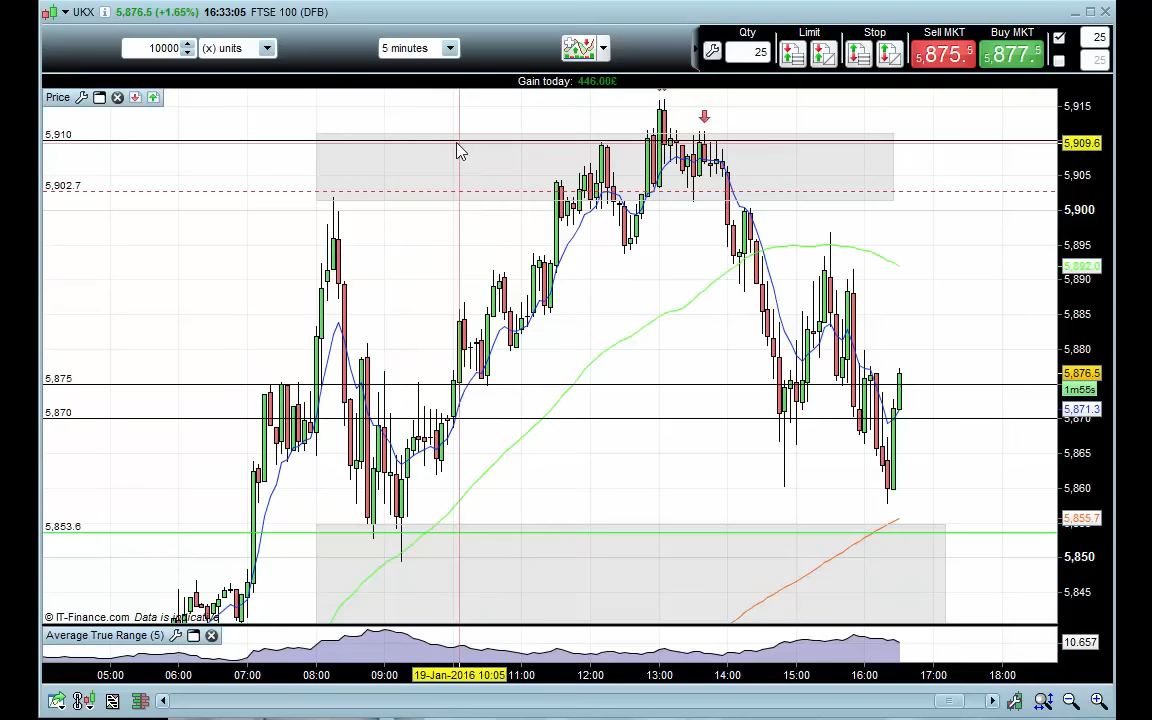 UKX 5,876.5 (+1.65%) 16:33:05 FTSE 100 (DFB)
10000 (x) units 5 minutes
Qty Limit Stop Sell MKT Buy MKT
25 5,875.5 5,877.5 25
25
Gain today: 446.00£
Price
5,915
5,910
5,909.6
5,905
5,902.7
5,900
5,895
5,892.0
5,890
5,885
5,880
5,876.5
5,875
1m55s
5,871.3
5,870
5,870
5,865
5,860
5,855.7
5,853.6
5,850
5,845
© IT-Finance.com Data is indicative
Average True Range (5)
10.657
05:00 06:00 07:00 08:00 09:00 19-Jan-2016 10:05 11:00 12:00 13:00 14:00 15:00 16:00 17:00 18:00